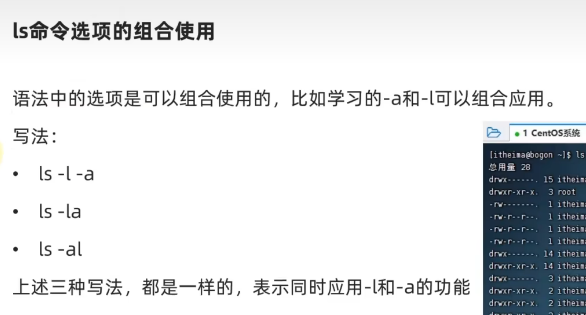 ls命令选项的组合使用
语法中的选项是可以组合使用的，比如学习的-a和-l可以组合应用。
写法：
• ls -l -a
• ls -la
• ls -al
上述三种写法，都是一样的，表示同时应用-l和-a的功能
1 CentOS系统
[itheima@bogon ~]$ ls
总用量 28
drwx------. 15 itheim
drwxr-xr-x. 3 root
-rw-------. 1 itheim
-rw-r--r--. 1 itheim
-rw-r--r--. 1 itheim
-rw-r--r--. 1 itheim
drwx------. 14 itheim
drwxr-xr-x. 14 itheim
drwx------. 3 itheim
drwxr-xr-x. 2 itheim
drwxr-xr-x. 2 itheim